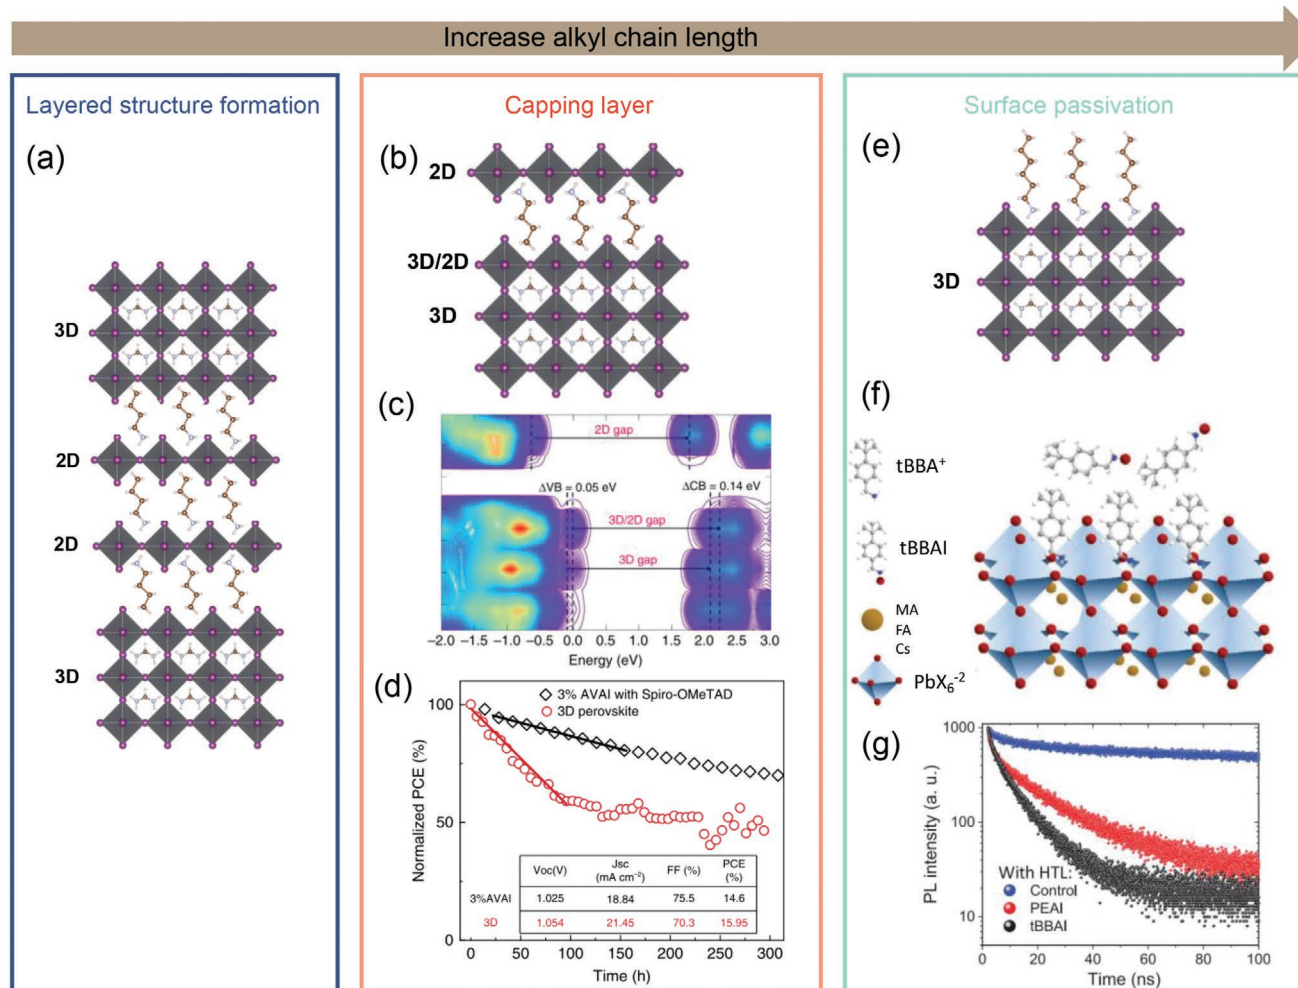 Increase alkyl chain length
Layered structure formation
(a)
3D
2D
2D
3D
Capping layer
(b)
2D
3D/2D
3D
(c)
2D gap
ΔVB = 0.05 eV
ΔCB = 0.14 eV
3D/2D gap
3D gap
−2.0 −1.5 −1.0 −0.5 0.0 0.5 1.0 1.5 2.0 2.5 3.0
Energy (eV)
(d)
3% AVAI with Spiro-OMeTAD
3D perovskite
100
50
0
Normalized PCE (%)
Voc(V) Jsc (mA cm⁻²) FF (%) PCE (%)
3%AVAI 1.025 18.84 75.5 14.6
3D 1.054 21.45 70.3 15.95
0 50 100 150 200 250 300
Time (h)
Surface passivation
(e)
3D
(f)
tBBA⁺
tBBAI
MA
FA
Cs
PbX₆⁻²
(g)
1000
100
10
PL intensity (a. u.)
With HTL:
Control
PEAI
tBBAI
0 20 40 60 80 100
Time (ns)